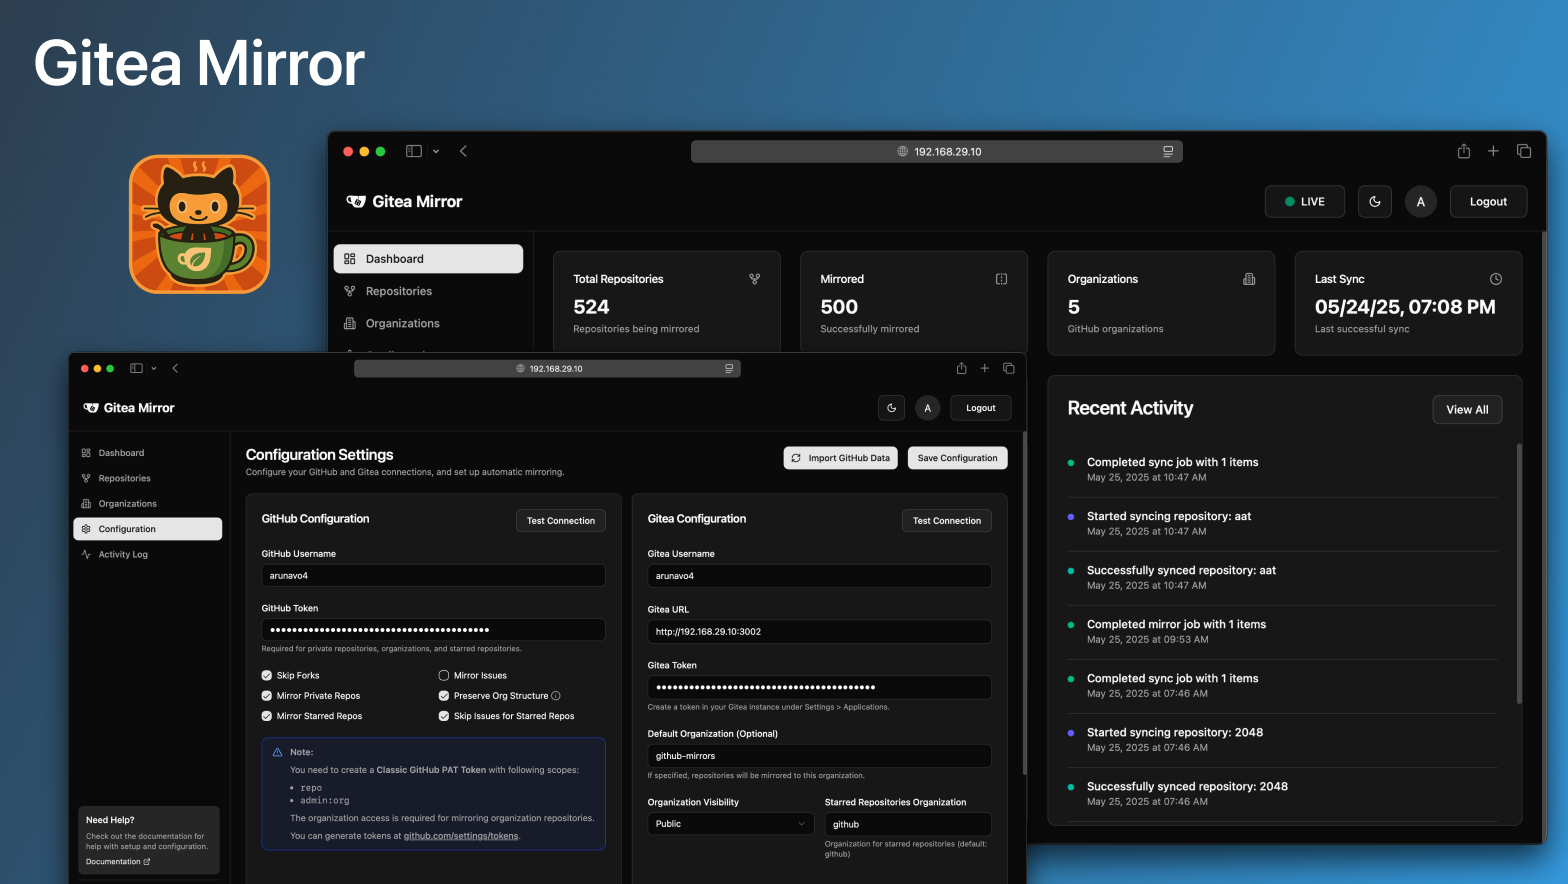 Gitea Mirror
192.168.29.10
Gitea Mirror
LIVE
A
Logout
Dashboard
Repositories
Organizations
Total Repositories
524
Repositories being mirrored
Mirrored
500
Successfully mirrored
Organizations
5
GitHub organizations
Last Sync
05/24/25, 07:08 PM
Last successful sync
Recent Activity
View All
Completed sync job with 1 items
May 25, 2025 at 10:47 AM
Started syncing repository: aat
May 25, 2025 at 10:47 AM
Successfully synced repository: aat
May 25, 2025 at 10:47 AM
Completed mirror job with 1 items
May 25, 2025 at 09:53 AM
Completed sync job with 1 items
May 25, 2025 at 07:46 AM
Started syncing repository: 2048
May 25, 2025 at 07:46 AM
Successfully synced repository: 2048
May 25, 2025 at 07:46 AM
192.168.29.10
Gitea Mirror
A
Logout
Dashboard
Repositories
Organizations
Configuration
Activity Log
Need Help?
Check out the documentation for
help with setup and configuration.
Documentation
Configuration Settings
Configure your GitHub and Gitea connections, and set up automatic mirroring.
Import GitHub Data
Save Configuration
GitHub Configuration
Test Connection
GitHub Username
arunavo4
GitHub Token
Required for private repositories, organizations, and starred repositories.
Skip Forks
Mirror Issues
Mirror Private Repos
Preserve Org Structure
Mirror Starred Repos
Skip Issues for Starred Repos
Note:
You need to create a Classic GitHub PAT Token with following scopes:
• repo
• admin:org
The organization access is required for mirroring organization repositories.
You can generate tokens at github.com/settings/tokens.
Gitea Configuration
Test Connection
Gitea Username
arunavo4
Gitea URL
http://192.168.29.10:3002
Gitea Token
Create a token in your Gitea instance under Settings > Applications.
Default Organization (Optional)
github-mirrors
If specified, repositories will be mirrored to this organization.
Organization Visibility
Public
Starred Repositories Organization
github
Organization for starred repositories (default:
github)